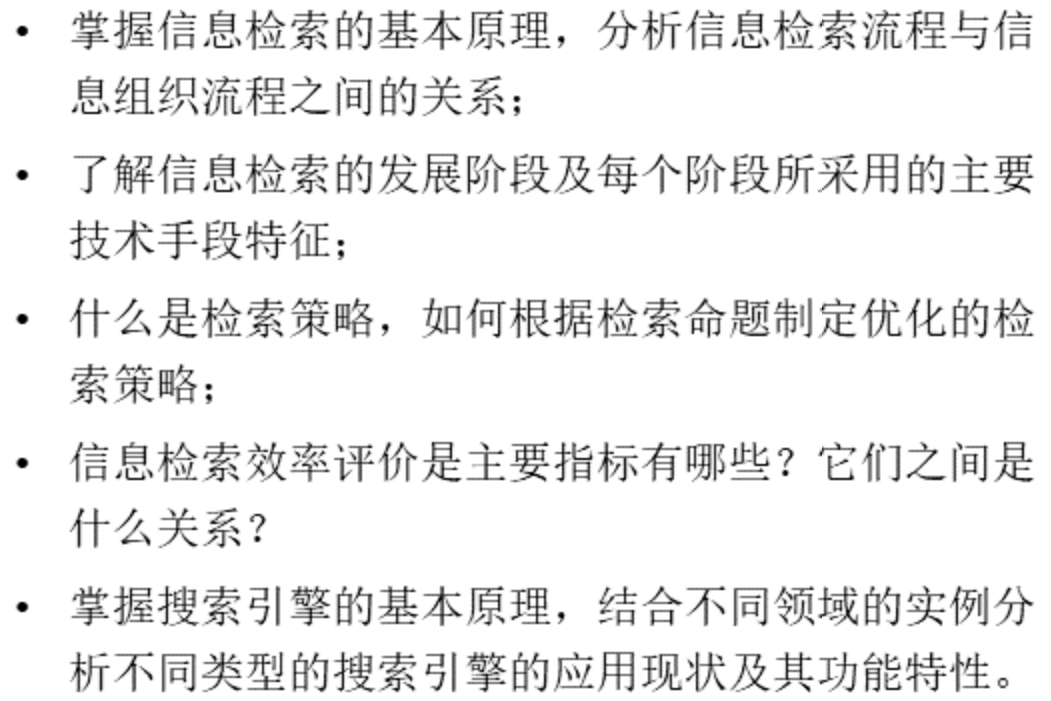 • 掌握信息检索的基本原理，分析信息检索流程与信
息组织流程之间的关系；
• 了解信息检索的发展阶段及每个阶段所采用的主要
技术手段特征；
• 什么是检索策略，如何根据检索命题制定优化的检
索策略；
• 信息检索效率评价是主要指标有哪些？它们之间是
什么关系？
• 掌握搜索引擎的基本原理，结合不同领域的实例分
析不同类型的搜索引擎的应用现状及其功能特性。